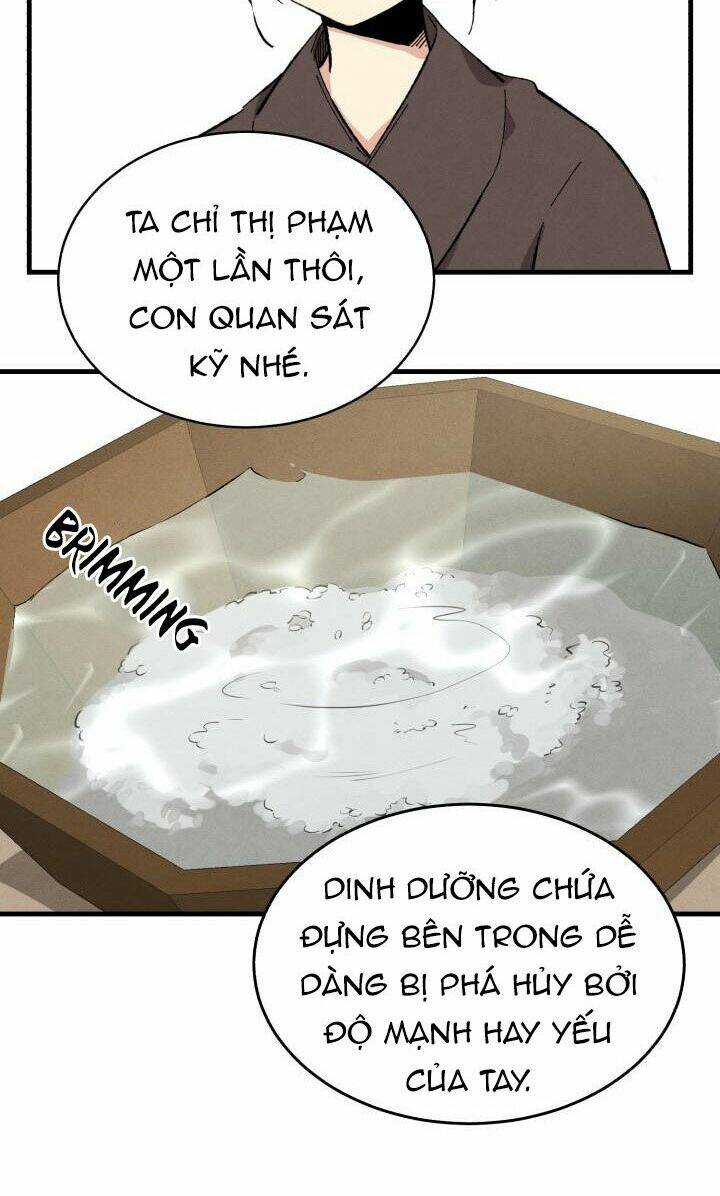 TA CHỈ THỊ PHẠM
MỘT LẦN THÔI,
CON QUAN SÁT
KỸ NHÉ.
BRIMMING
DINH DƯỠNG CHỨA
ĐỰNG BÊN TRONG DỄ
DÀNG BỊ PHÁ HỦY BỞI
ĐỘ MẠNH HAY YẾU
CỦA TAY.